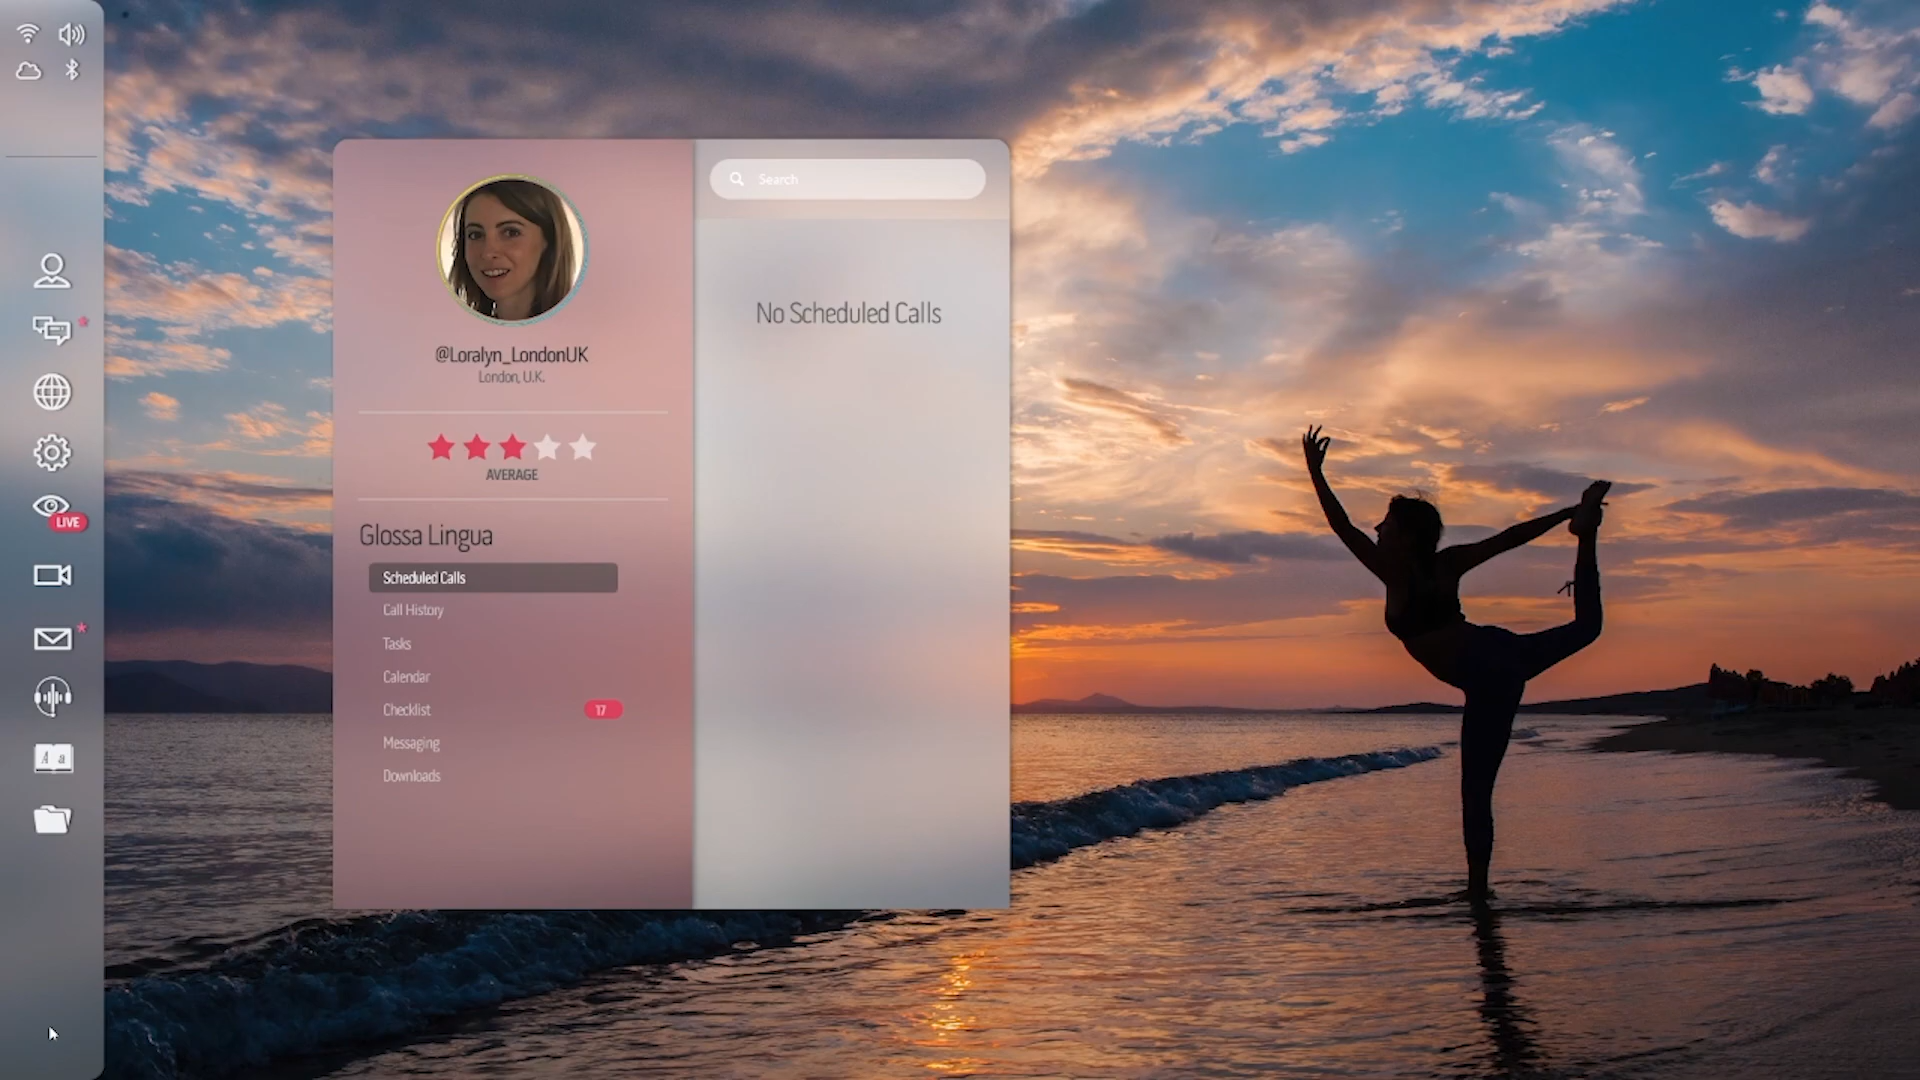 LIVE
A a
@Loralyn_LondonUK
London, U.K.
AVERAGE
Glossa Lingua
Scheduled Calls
Call History
Tasks
Calendar
Checklist 17
Messaging
Downloads
Search
No Scheduled Calls